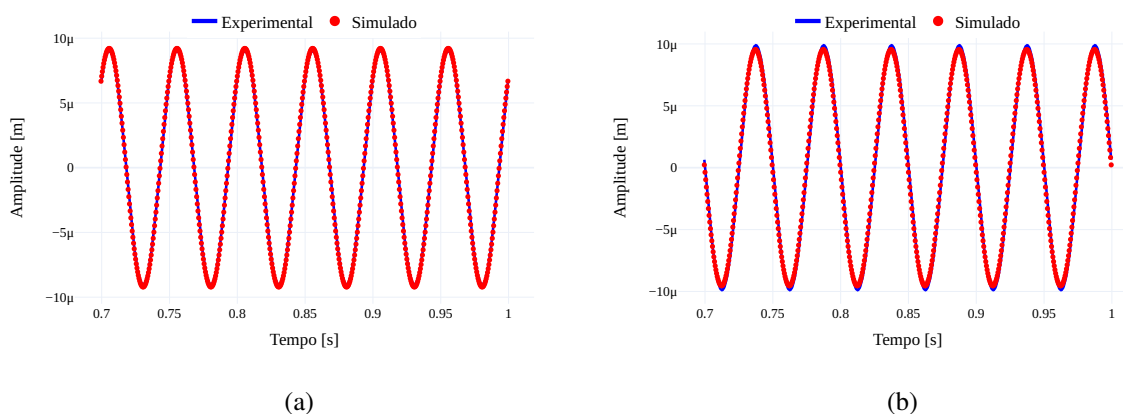 Experimental Simulado
10μ
5μ
0
−5μ
−10μ
Amplitude [m]
0.7 0.75 0.8 0.85 0.9 0.95 1
Tempo [s]
(a)
Experimental Simulado
10μ
5μ
0
−5μ
−10μ
Amplitude [m]
0.7 0.75 0.8 0.85 0.9 0.95 1
Tempo [s]
(b)